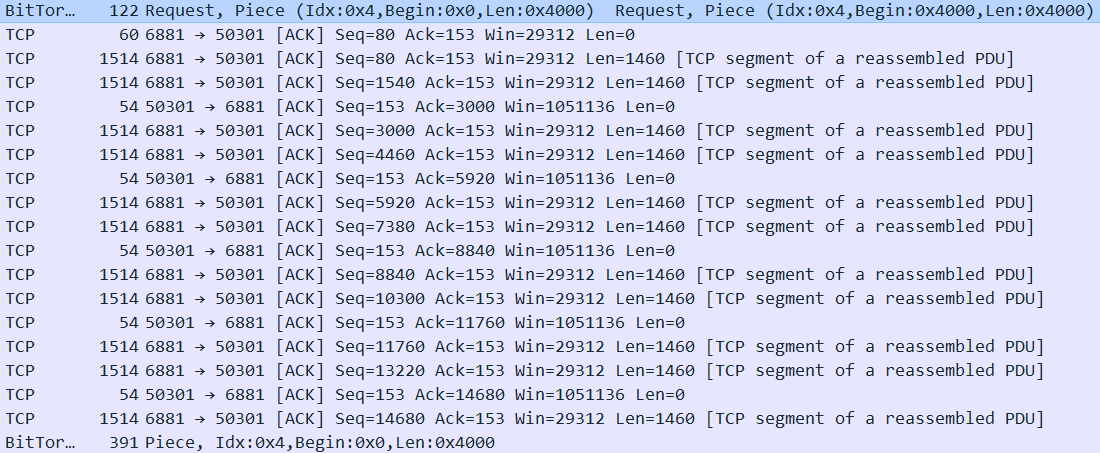 BitTor… 122 Request, Piece (Idx:0x4,Begin:0x0,Len:0x4000)  Request, Piece (Idx:0x4,Begin:0x4000,Len:0x4000)
TCP 60 6881 → 50301 [ACK] Seq=80 Ack=153 Win=29312 Len=0
TCP 1514 6881 → 50301 [ACK] Seq=80 Ack=153 Win=29312 Len=1460 [TCP segment of a reassembled PDU]
TCP 1514 6881 → 50301 [ACK] Seq=1540 Ack=153 Win=29312 Len=1460 [TCP segment of a reassembled PDU]
TCP 54 50301 → 6881 [ACK] Seq=153 Ack=3000 Win=1051136 Len=0
TCP 1514 6881 → 50301 [ACK] Seq=3000 Ack=153 Win=29312 Len=1460 [TCP segment of a reassembled PDU]
TCP 1514 6881 → 50301 [ACK] Seq=4460 Ack=153 Win=29312 Len=1460 [TCP segment of a reassembled PDU]
TCP 54 50301 → 6881 [ACK] Seq=153 Ack=5920 Win=1051136 Len=0
TCP 1514 6881 → 50301 [ACK] Seq=5920 Ack=153 Win=29312 Len=1460 [TCP segment of a reassembled PDU]
TCP 1514 6881 → 50301 [ACK] Seq=7380 Ack=153 Win=29312 Len=1460 [TCP segment of a reassembled PDU]
TCP 54 50301 → 6881 [ACK] Seq=153 Ack=8840 Win=1051136 Len=0
TCP 1514 6881 → 50301 [ACK] Seq=8840 Ack=153 Win=29312 Len=1460 [TCP segment of a reassembled PDU]
TCP 1514 6881 → 50301 [ACK] Seq=10300 Ack=153 Win=29312 Len=1460 [TCP segment of a reassembled PDU]
TCP 54 50301 → 6881 [ACK] Seq=153 Ack=11760 Win=1051136 Len=0
TCP 1514 6881 → 50301 [ACK] Seq=11760 Ack=153 Win=29312 Len=1460 [TCP segment of a reassembled PDU]
TCP 1514 6881 → 50301 [ACK] Seq=13220 Ack=153 Win=29312 Len=1460 [TCP segment of a reassembled PDU]
TCP 54 50301 → 6881 [ACK] Seq=153 Ack=14680 Win=1051136 Len=0
TCP 1514 6881 → 50301 [ACK] Seq=14680 Ack=153 Win=29312 Len=1460 [TCP segment of a reassembled PDU]
BitTor… 391 Piece, Idx:0x4,Begin:0x0,Len:0x4000